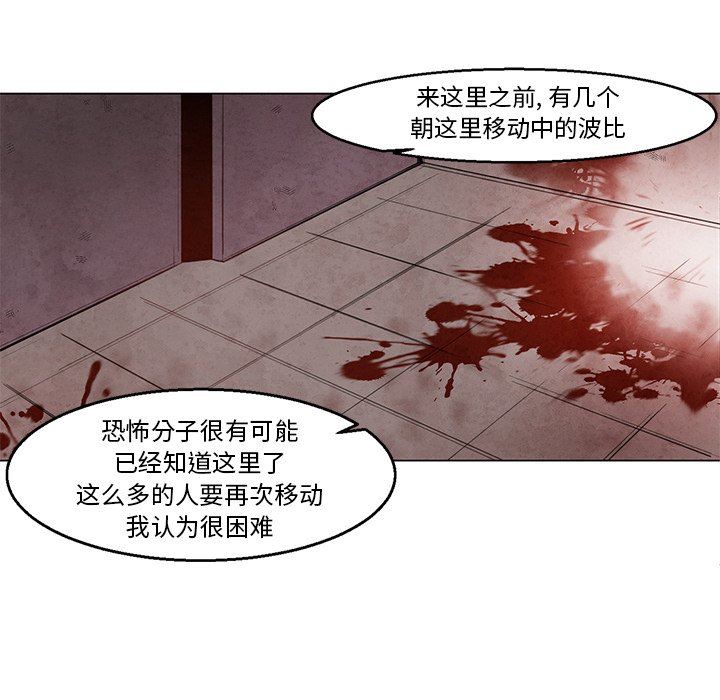 来这里之前, 有几个
朝这里移动中的波比
恐怖分子很有可能
已经知道这里了
这么多的人要再次移动
我认为很困难